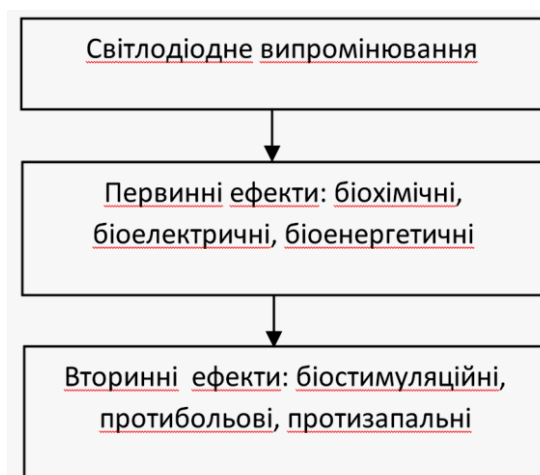 Світлодіодне випромінювання
Первинні ефекти: біохімічні,
біоелектричні, біоенергетичні
Вторинні ефекти: біостимуляційні,
протибольові, протизапальні